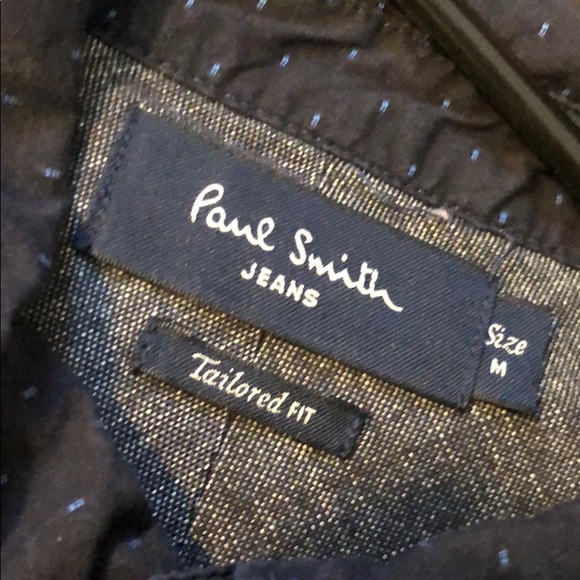 Paul Smith
JEANS
Size
M
Tailored FIT